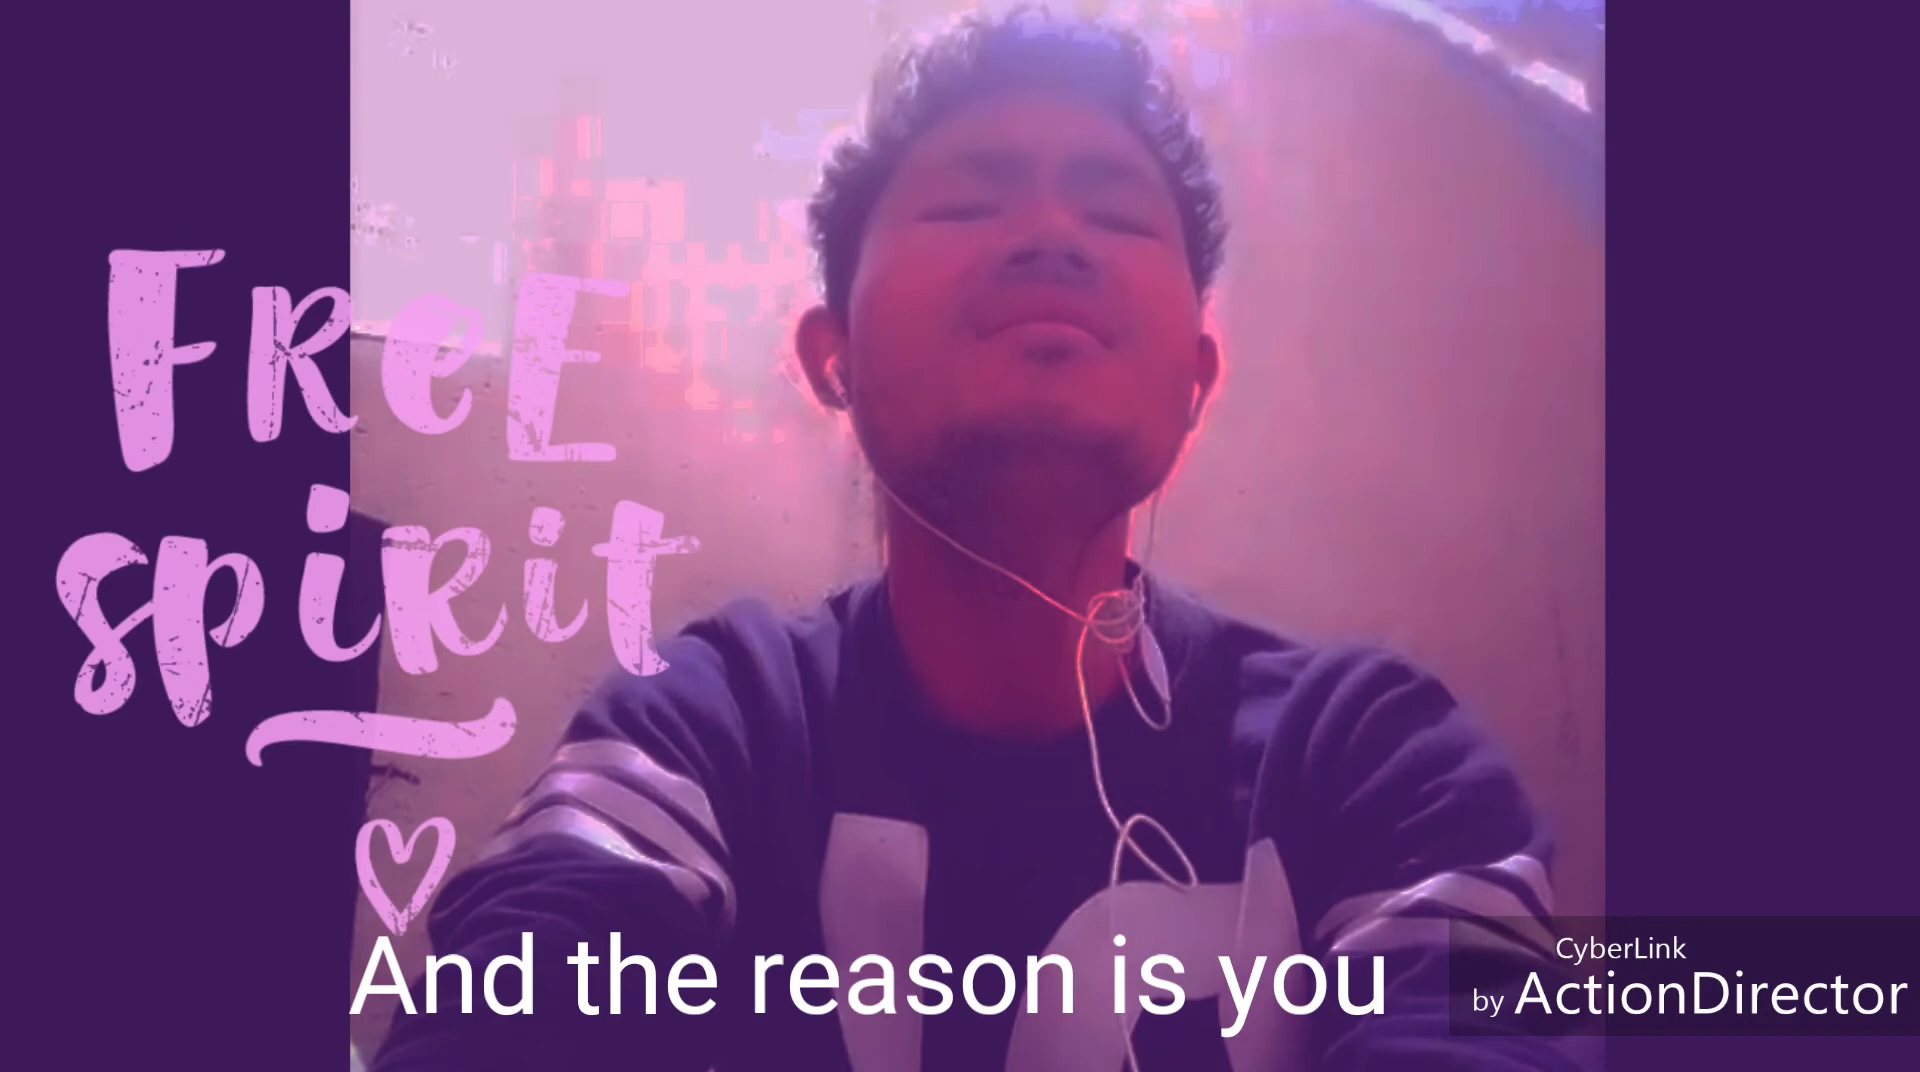 FReE
spiRit
And the reason is you
CyberLink
by ActionDirector